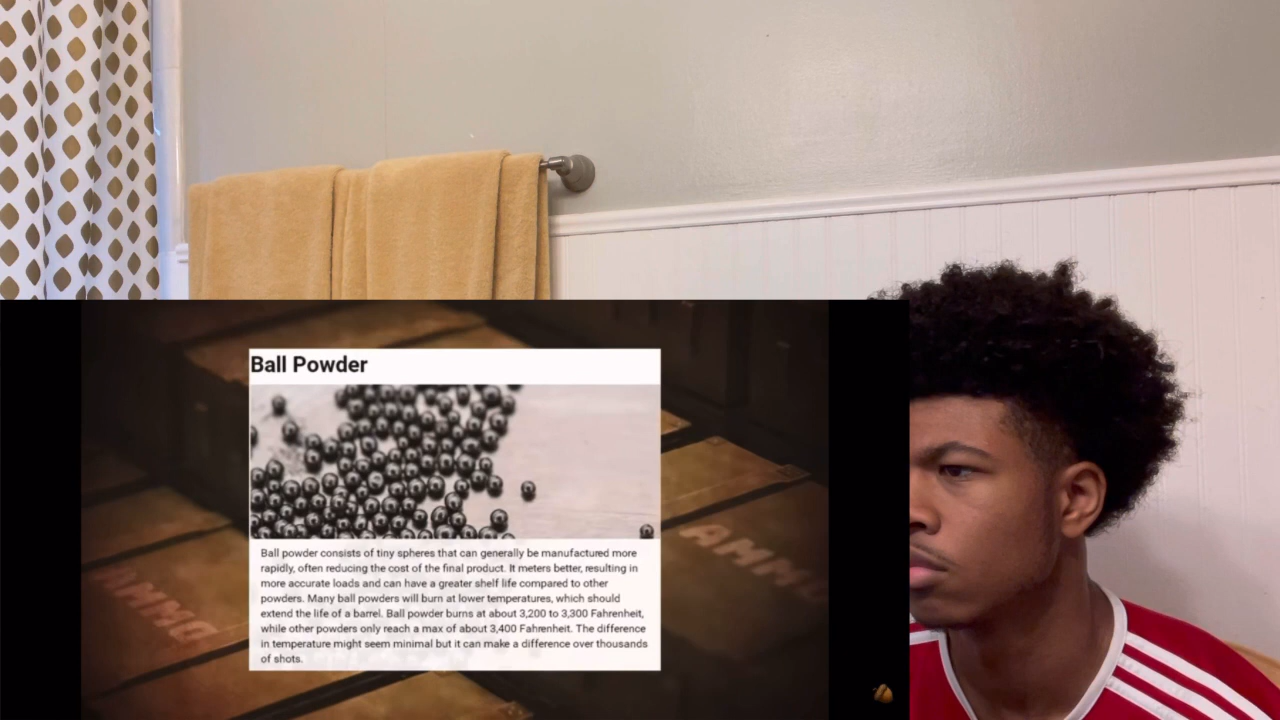 Ball Powder
Ball powder consists of tiny spheres that can generally be manufactured more
rapidly, often reducing the cost of the final product. It meters better, resulting in
more accurate loads and can have a greater shelf life compared to other
powders. Many ball powders will burn at lower temperatures, which should
extend the life of a barrel. Ball powder burns at about 3,200 to 3,300 Fahrenheit,
while other powders only reach a max of about 3,400 Fahrenheit. The difference
in temperature might seem minimal but it can make a difference over thousands
of shots.
AMMO
AMMO